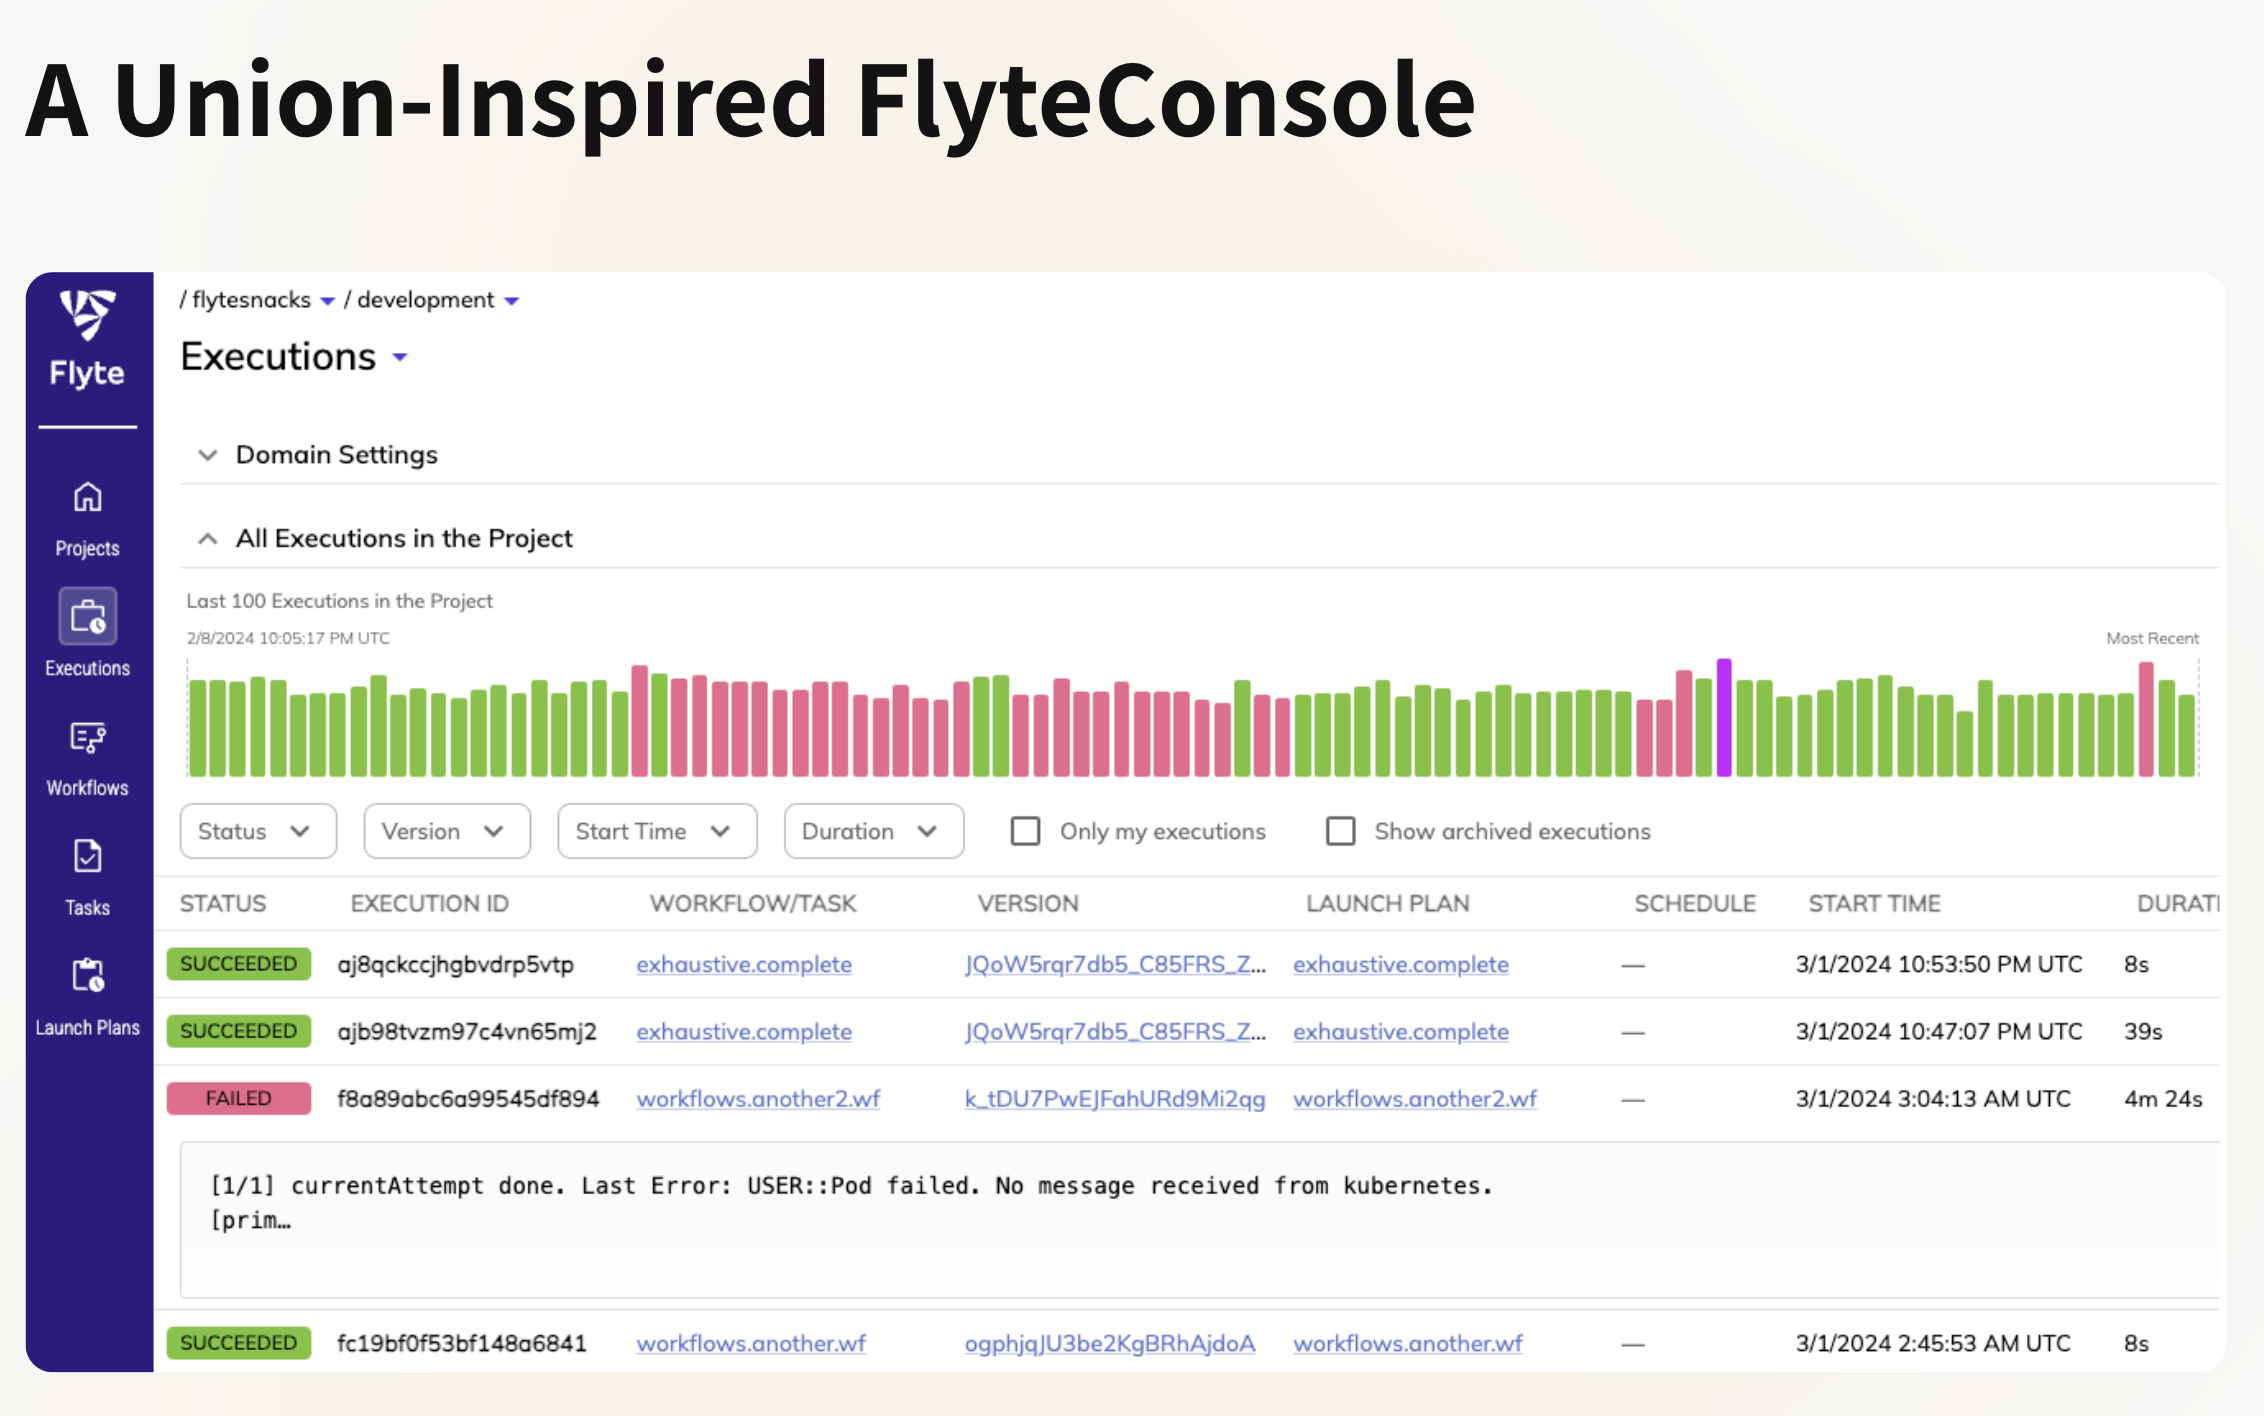 A Union-Inspired FlyteConsole
Flyte
Projects
Executions
Workflows
Tasks
Launch Plans
/ flytesnacks / development
Executions
Domain Settings
All Executions in the Project
Last 100 Executions in the Project
2/8/2024 10:05:17 PM UTC Most Recent
Status Version Start Time Duration Only my executions Show archived executions
STATUS EXECUTION ID WORKFLOW/TASK VERSION LAUNCH PLAN SCHEDULE START TIME DURATI
SUCCEEDED aj8qckccjhgbvdrp5vtp exhaustive.complete JQoW5rqr7db5_C85FRS_Z... exhaustive.complete — 3/1/2024 10:53:50 PM UTC 8s
SUCCEEDED ajb98tvzm97c4vn65mj2 exhaustive.complete JQoW5rqr7db5_C85FRS_Z... exhaustive.complete — 3/1/2024 10:47:07 PM UTC 39s
FAILED f8a89abc6a99545df894 workflows.another2.wf k_tDU7PwEJFahURd9Mi2qg workflows.another2.wf — 3/1/2024 3:04:13 AM UTC 4m 24s
[1/1] currentAttempt done. Last Error: USER::Pod failed. No message received from kubernetes.
[prim…
SUCCEEDED fc19bf0f53bf148a6841 workflows.another.wf ogphjqJU3be2KgBRhAjdoA workflows.another.wf — 3/1/2024 2:45:53 AM UTC 8s